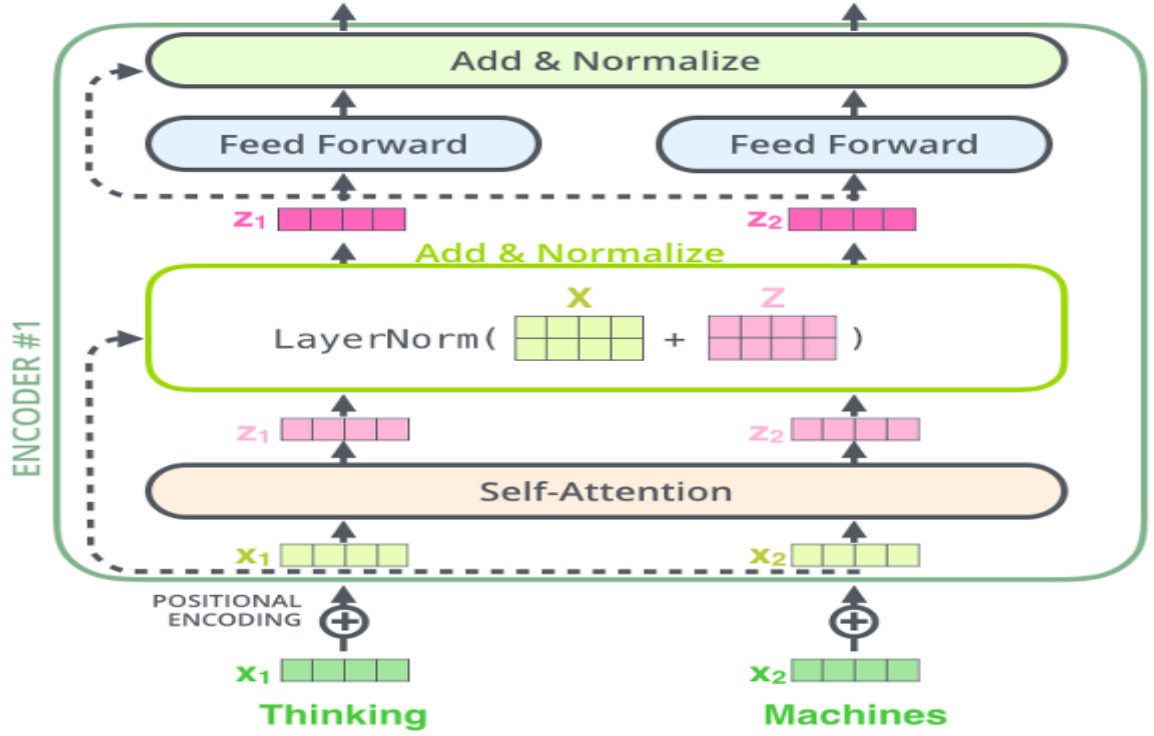 Add & Normalize
Feed Forward Feed Forward
z1 z2
Add & Normalize
X Z
LayerNorm( + )
ENCODER #1
z1 z2
Self-Attention
x1 x2
POSITIONAL
ENCODING
x1 x2
Thinking Machines